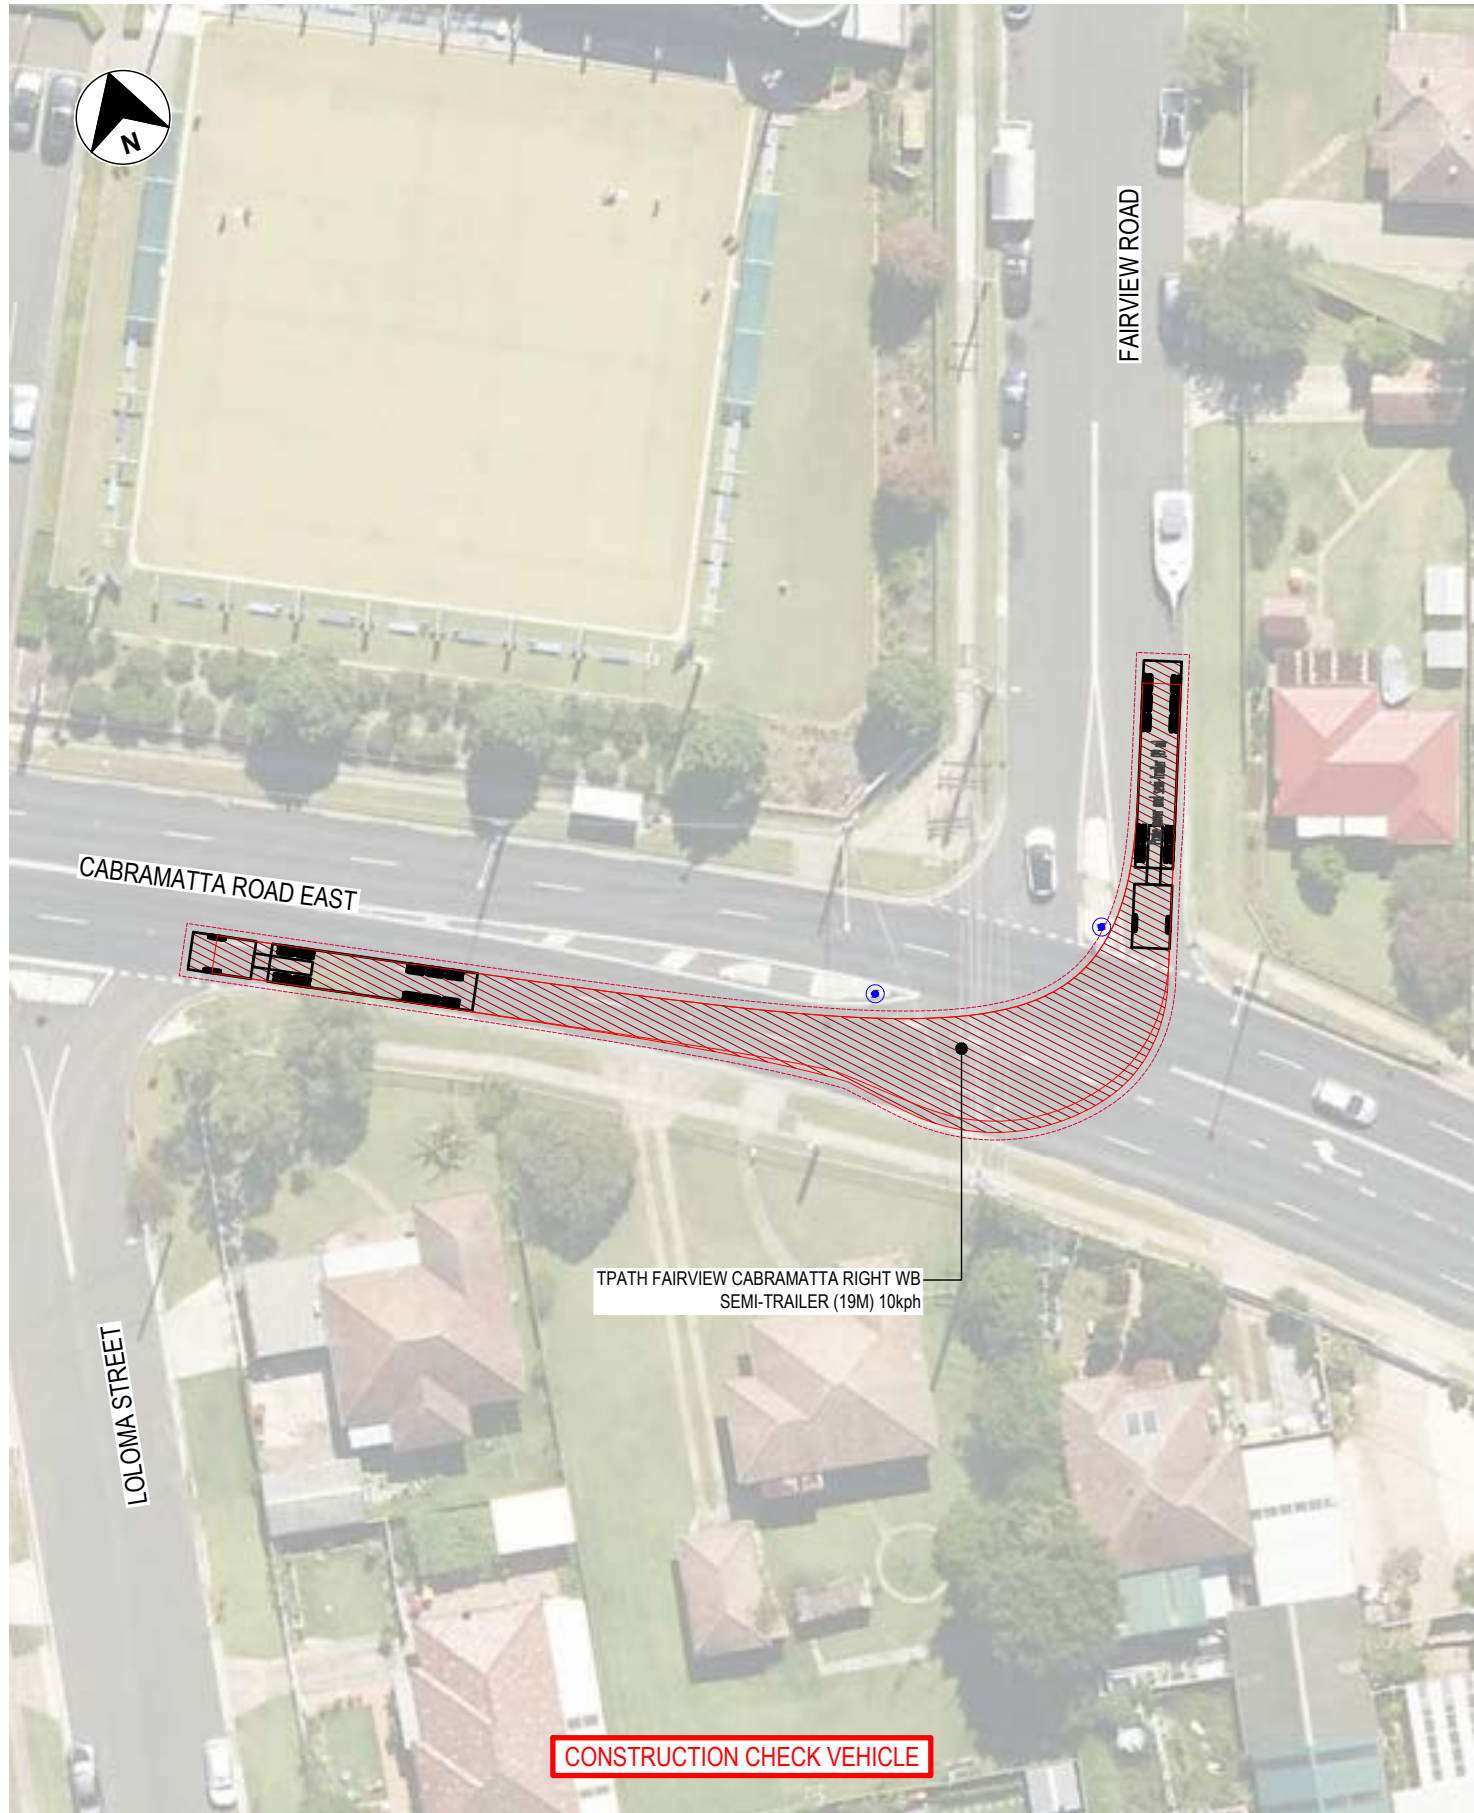 N
FAIRVIEW ROAD
CABRAMATTA ROAD EAST
TPATH FAIRVIEW CABRAMATTA RIGHT WB
SEMI-TRAILER (19M) 10kph
LOLOMA STREET
CONSTRUCTION CHECK VEHICLE